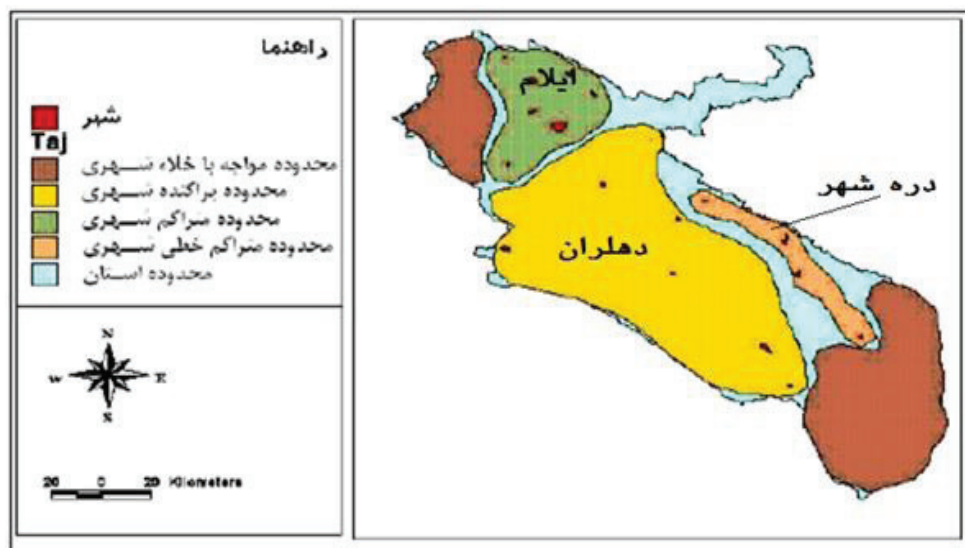 راهنما
شهر
Taj
محدوده مواجه با خلاء شهری
محدوده پراکنده شهری
محدوده متراکم شهری
محدوده متراکم خطی شهری
محدوده استان
N
W E
S
20 0 20 Kilometers
ایلام
دره شهر
دهلران